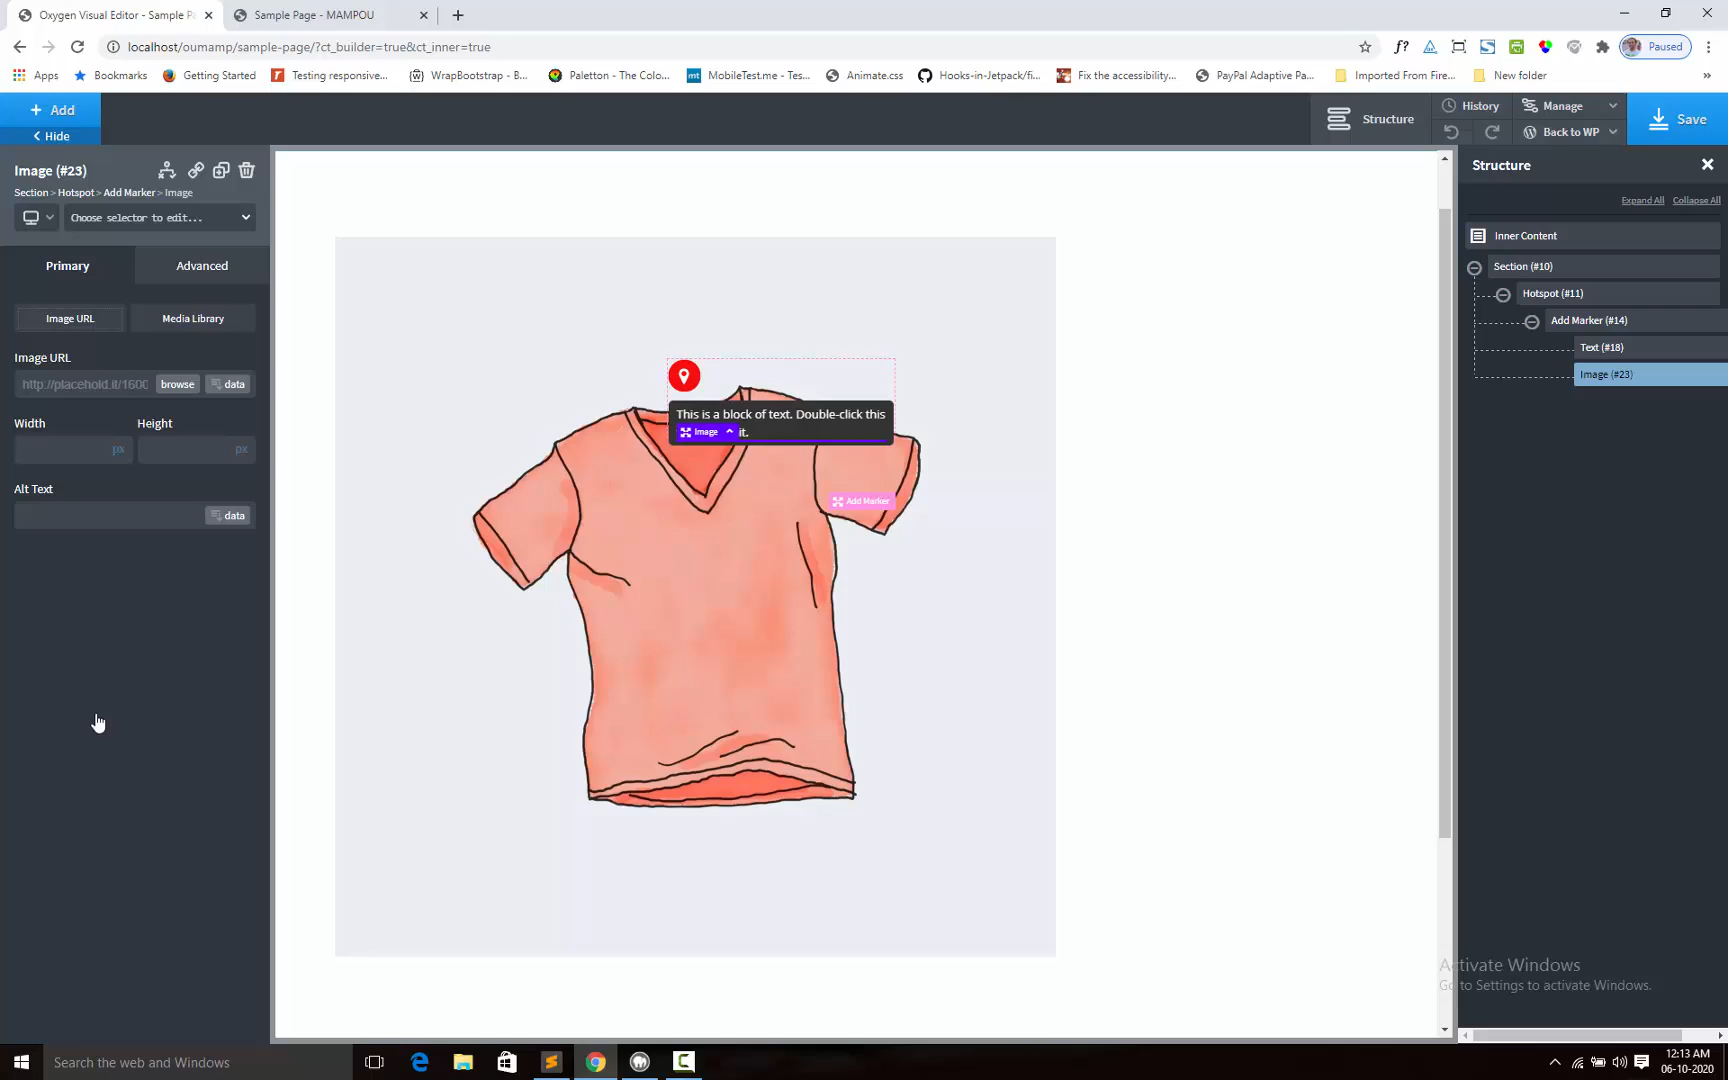 Oxygen Visual Editor - Sample P
Sample Page - MAMPOU
localhost/oumamp/sample-page/?ct_builder=true&ct_inner=true
f?
Paused
Apps
Bookmarks
Getting Started
Testing responsive...
WrapBootstrap - B...
Paletton - The Colo...
MobileTest.me - Tes...
Animate.css
Hooks-in-Jetpack/fi...
Fix the accessibility...
PayPal Adaptive Pa...
Imported From Fire...
New folder
+ Add
Hide
Structure
History
Manage
Back to WP
Save
Image (#23)
Section > Hotspot > Add Marker > Image
Choose selector to edit...
Primary
Advanced
Image URL
Media Library
Image URL
http://placehold.it/1600
browse
data
Width
Height
px
px
Alt Text
data
This is a block of text. Double-click this
Image
it.
Add Marker
Structure
Expand All
Collapse All
Inner Content
Section (#10)
Hotspot (#11)
Add Marker (#14)
Text (#18)
Image (#23)
Activate Windows
Go to Settings to activate Windows.
Search the web and Windows
12:13 AM
06-10-2020